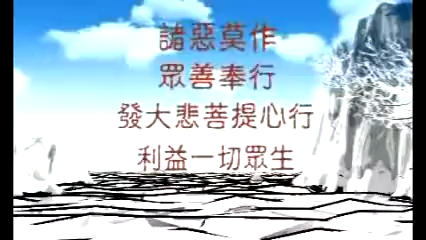 諸惡莫作
眾善奉行
發大悲菩提心行
利益一切眾生